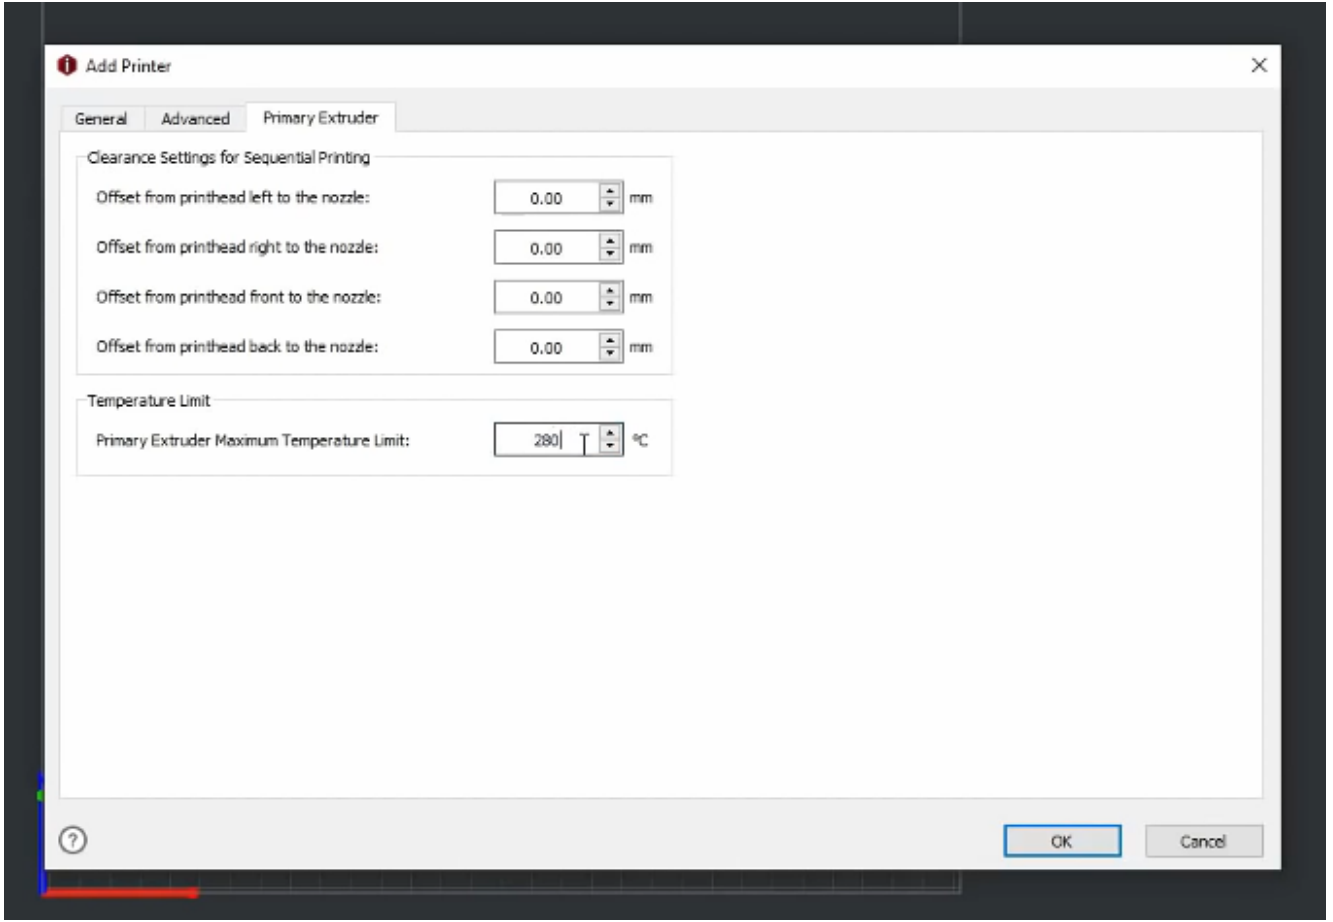 Add Printer
General Advanced Primary Extruder
Clearance Settings for Sequential Printing
Offset from printhead left to the nozzle: 0.00 mm
Offset from printhead right to the nozzle: 0.00 mm
Offset from printhead front to the nozzle: 0.00 mm
Offset from printhead back to the nozzle: 0.00 mm
Temperature Limit
Primary Extruder Maximum Temperature Limit: 280 °C
? OK Cancel